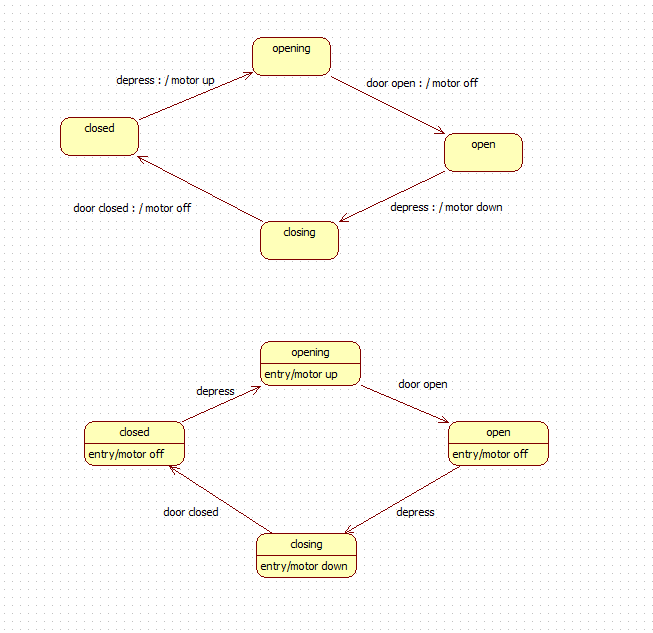 opening
depress : / motor up
door open : / motor off
closed
open
door closed : / motor off
depress : / motor down
closing
opening
entry/motor up
depress
door open
closed
entry/motor off
open
entry/motor off
door closed
depress
closing
entry/motor down